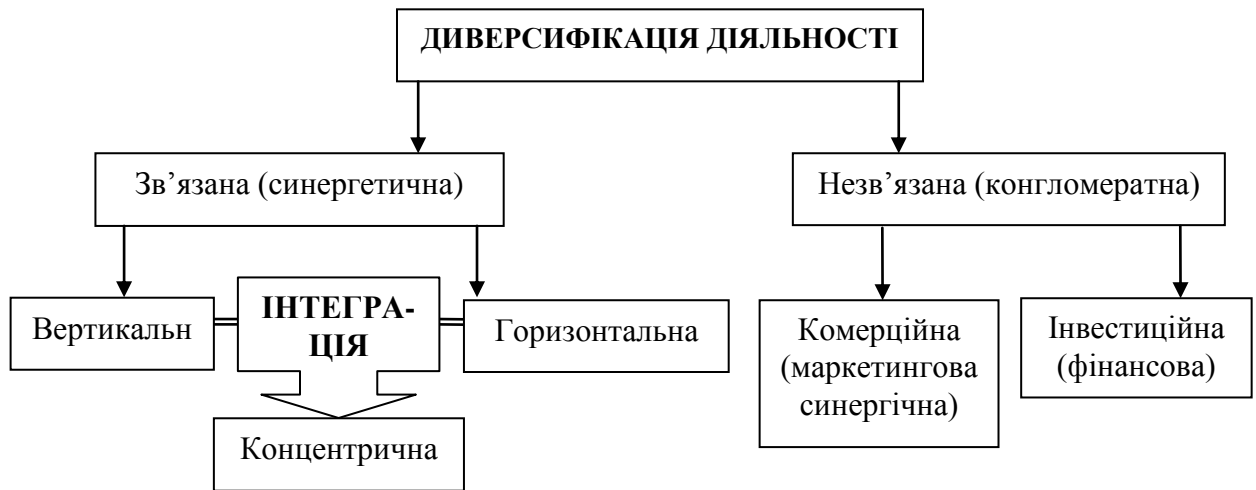 ДИВЕРСИФІКАЦІЯ ДІЯЛЬНОСТІ
Зв’язана (синергетична)
Незв’язана (конгломератна)
Вертикальн
ІНТЕГРА-
ЦІЯ
Горизонтальна
Концентрична
Комерційна
(маркетингова
синергічна)
Інвестиційна
(фінансова)